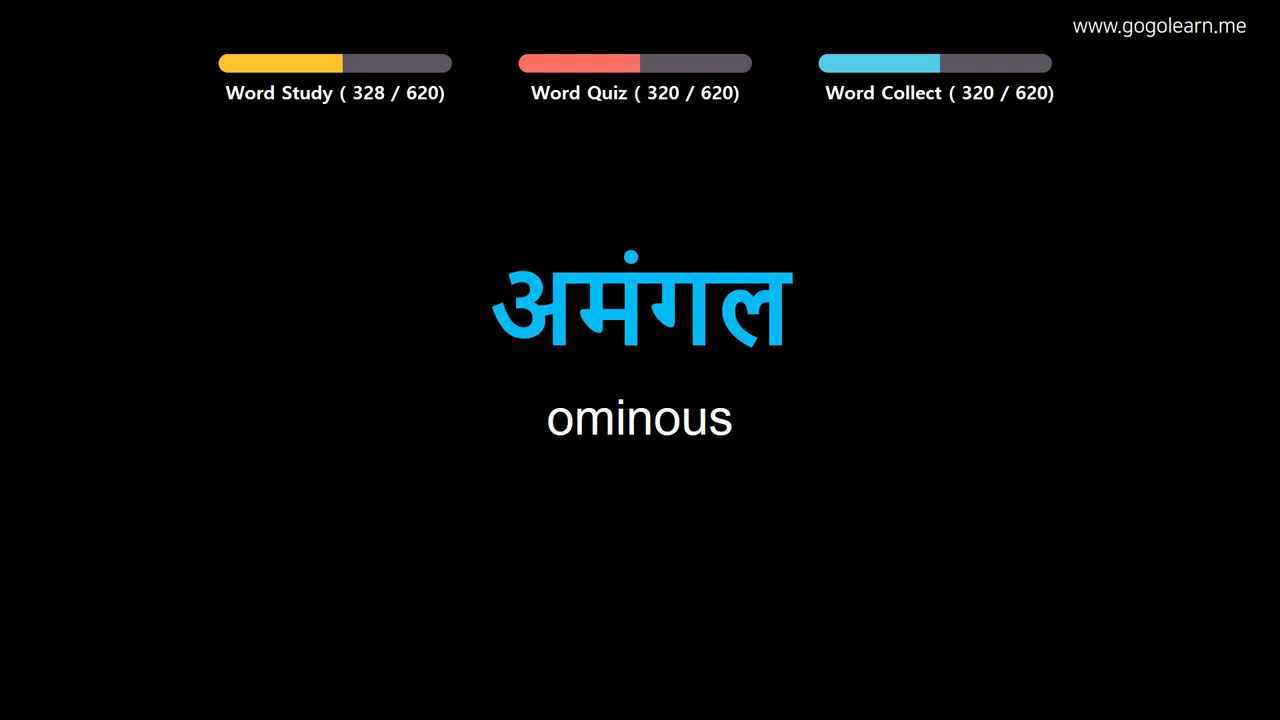 www.gogolearn.me
Word Study ( 328 / 620)
Word Quiz ( 320 / 620)
Word Collect ( 320 / 620)
अमंगल
ominous